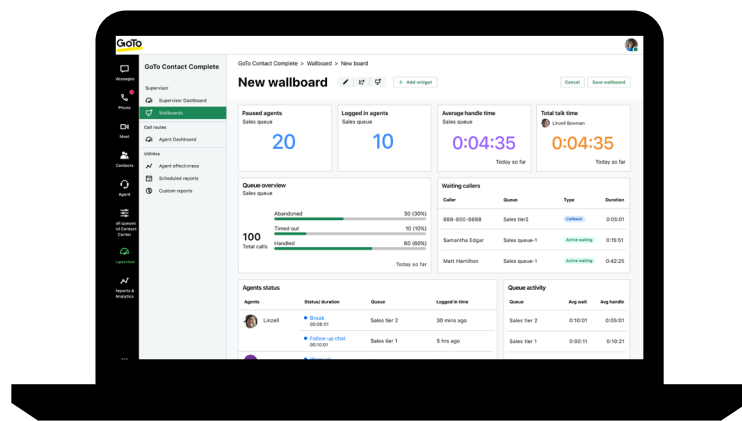 GoTo
Messages
Phone
Meet
Contacts
Agent
Supervisor
Reports &
Analytics
GoTo Contact Complete
Supervisor
Supervisor Dashboard
Wallboards
Call routes
Agent Dashboard
Utilities
Agent effectivness
Scheduled reports
Custom reports
GoTo Contact Complete > Wallboard > New board
New wallboard
+ Add widget
Cancel
Save wallboard
Paused agents
Sales queue
20
Logged in agents
Sales queue
10
Average handle time
Sales queue
0:04:35
Today so far
Total talk time
Linzell Bowman
0:04:35
Today so far
Queue overview
Sales queue
100
Total calls
Abandoned 30 (30%)
Timed out 10 (10%)
Handled 60 (60%)
Today so far
Waiting callers
Caller Queue Type Duration
888-800-8888 Sales tier2 Callback 0:05:01
Samantha Edgar Sales queue-1 Active waiting 0:15:51
Matt Hamilton Sales queue-1 Active waiting 0:42:25
Agents status
Agents Status/duration Queue Logged in time
Linzell Break Sales tier 2 30 mins ago
00:05:01
Follow up chat Sales tier 1 5 hrs ago
00:10:01
Queue activity
Queue Avg wait Avg handle
Sales tier 2 0:10:01 0:05:01
Sales tier 1 0:00:11 0:10:21